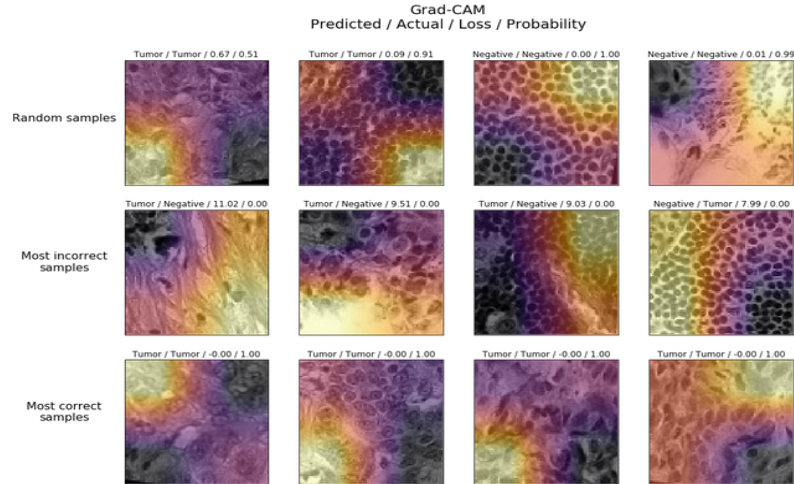 Grad-CAM
Predicted / Actual / Loss / Probability
Tumor / Tumor / 0.67 / 0.51
Tumor / Tumor / 0.09 / 0.91
Negative / Negative / 0.00 / 1.00
Negative / Negative / 0.01 / 0.99
Random samples
Tumor / Negative / 11.02 / 0.00
Tumor / Negative / 9.51 / 0.00
Tumor / Negative / 9.03 / 0.00
Negative / Tumor / 7.99 / 0.00
Most incorrect
samples
Tumor / Tumor / -0.00 / 1.00
Tumor / Tumor / -0.00 / 1.00
Tumor / Tumor / -0.00 / 1.00
Tumor / Tumor / -0.00 / 1.00
Most correct
samples